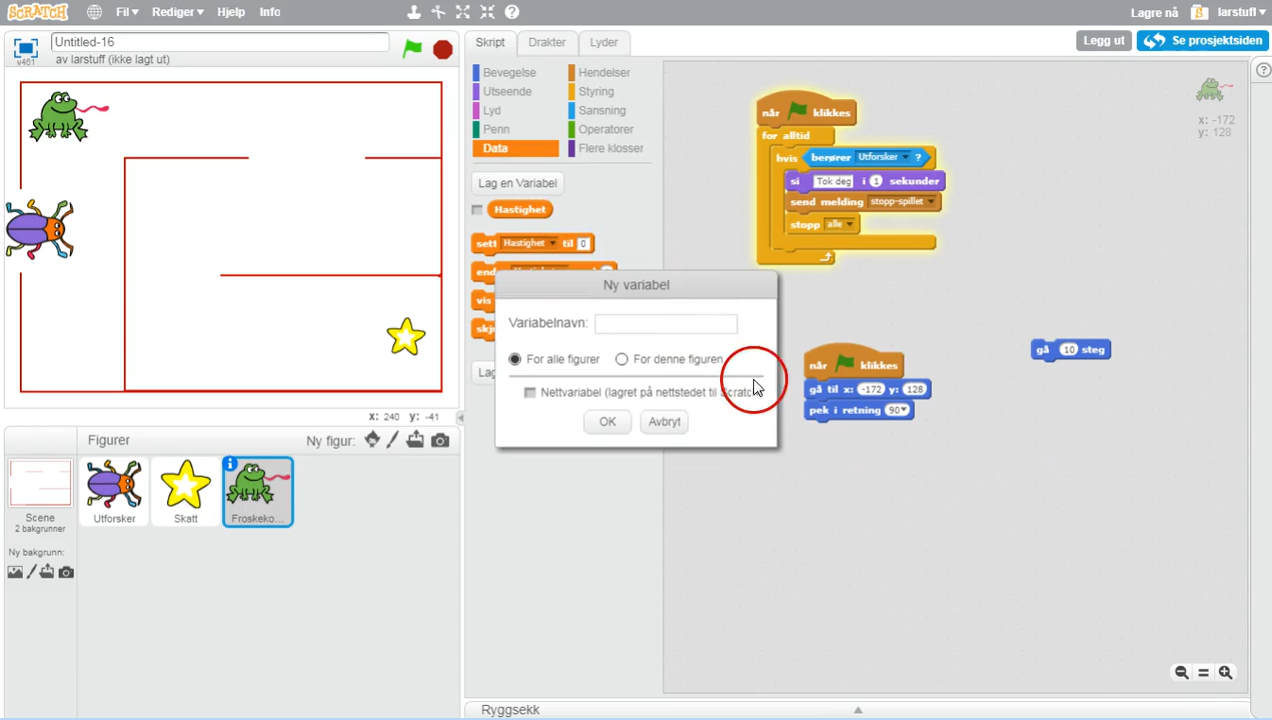 SCRATCH Fil Rediger Hjelp Info Lagre nå larstufl
v461 Untitled-16
av larstuff (ikke lagt ut)
Skript Drakter Lyder
Legg ut Se prosjektsiden
Bevegelse Hendelser
Utseende Styring
Lyd Sansning
Penn Operatorer
Data Flere klosser
Lag en Variabel
Hastighet
sett Hastighet til 0
vis
Ny variabel
Variabelnavn:
For alle figurer For denne figuren
Nettvariabel (lagret på nettstedet til Scratch
OK Avbryt
Lag
når klikkes
for alltid
hvis berører Utforsker ?
si Tok deg i 1 sekunder
send melding stopp-spillet
stopp alle
når klikkes
gå til x: -172 y: 128
pek i retning 90
gå 10 steg
x: -172
y: 128
x: 240 y: -41
Figurer Ny figur:
Scene
2 bakgrunner
Ny bakgrunn:
Utforsker Skatt Froskeko...
Ryggsekk